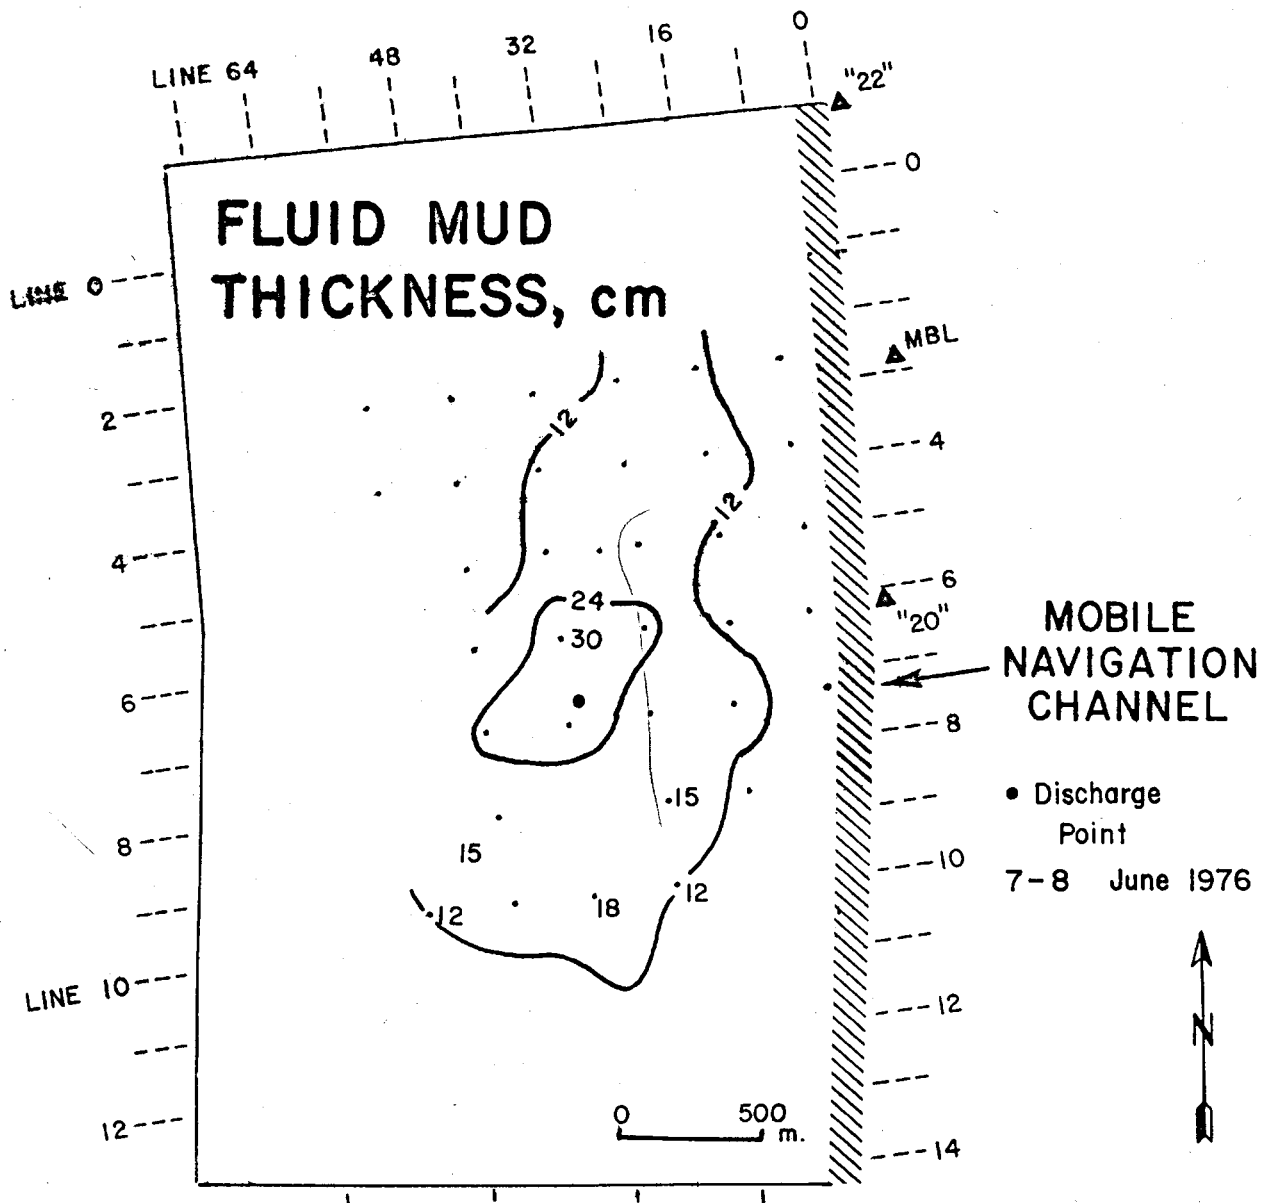 0
16
32
48
LINE 64
"22"
0
FLUID MUD
THICKNESS, cm
LINE 0
MBL
2
12
4
12
4
6
24
"20"
MOBILE
30
NAVIGATION
6
CHANNEL
8
15
• Discharge
Point
8
15
10
7-8 June 1976
12
18
12
LINE 10
12
N
0 500
m.
12
14